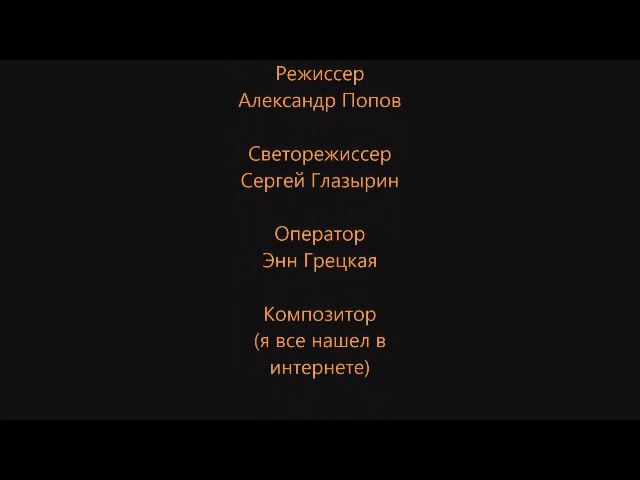 Режиссер
Александр Попов
Светорежиссер
Сергей Глазырин
Оператор
Энн Грецкая
Композитор
(я все нашел в
интернете)